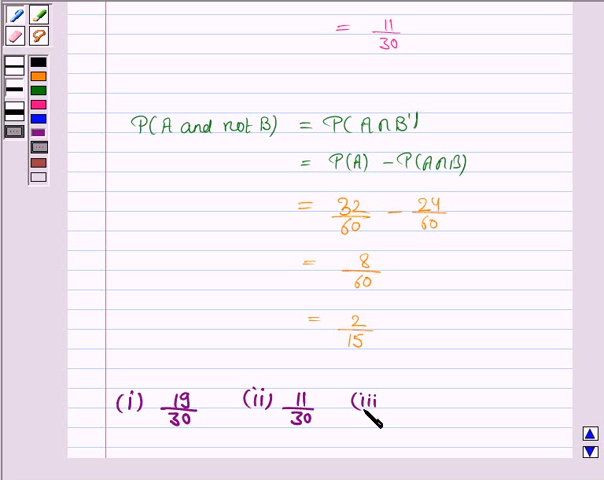 = 11/30
P(A and not B) = P(A∩B')
= P(A) - P(A∩B)
= 32/60 - 24/60
= 8/60
= 2/15
(i) 19/30 (ii) 11/30 (iii